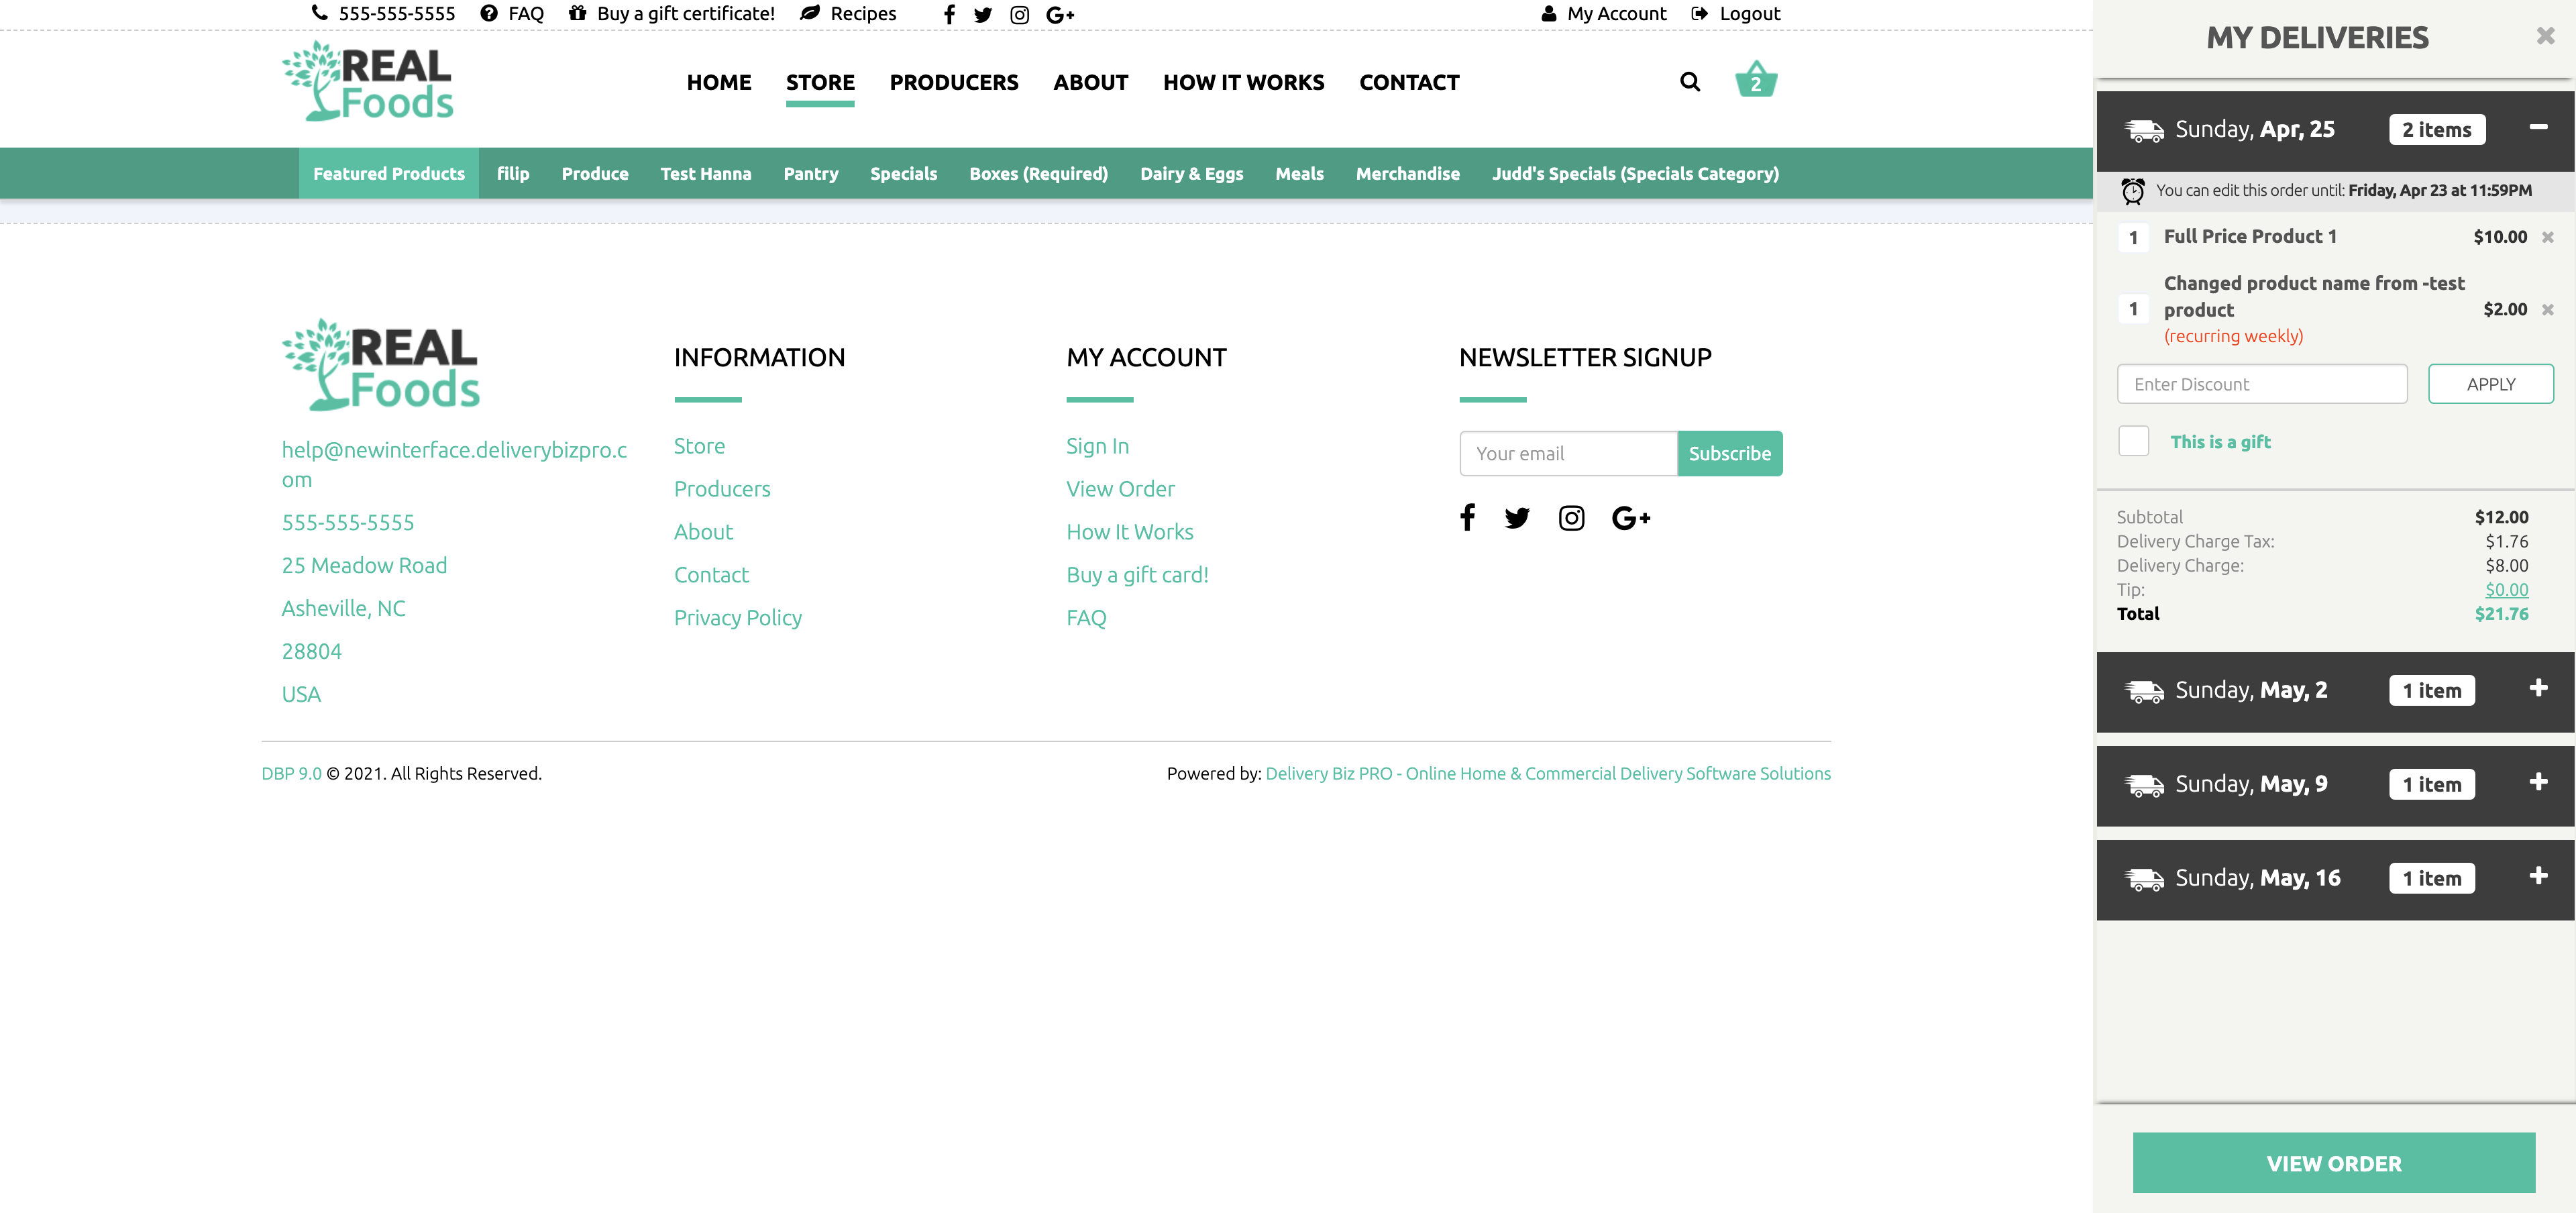 555-555-5555 FAQ Buy a gift certificate! Recipes My Account Logout
REAL
Foods
HOME STORE PRODUCERS ABOUT HOW IT WORKS CONTACT 2
Featured Products filip Produce Test Hanna Pantry Specials Boxes (Required) Dairy & Eggs Meals Merchandise Judd's Specials (Specials Category)
REAL
Foods
help@newinterface.deliverybizpro.c
om
555-555-5555
25 Meadow Road
Asheville, NC
28804
USA
INFORMATION
Store
Producers
About
Contact
Privacy Policy
MY ACCOUNT
Sign In
View Order
How It Works
Buy a gift card!
FAQ
NEWSLETTER SIGNUP
Your email Subscribe
DBP 9.0 © 2021. All Rights Reserved.
Powered by: Delivery Biz PRO - Online Home & Commercial Delivery Software Solutions
MY DELIVERIES
Sunday, Apr, 25 2 items
You can edit this order until: Friday, Apr 23 at 11:59PM
1 Full Price Product 1 $10.00
Changed product name from -test
1 product $2.00
(recurring weekly)
Enter Discount APPLY
This is a gift
Subtotal $12.00
Delivery Charge Tax: $1.76
Delivery Charge: $8.00
Tip: $0.00
Total $21.76
Sunday, May, 2 1 item
Sunday, May, 9 1 item
Sunday, May, 16 1 item
VIEW ORDER